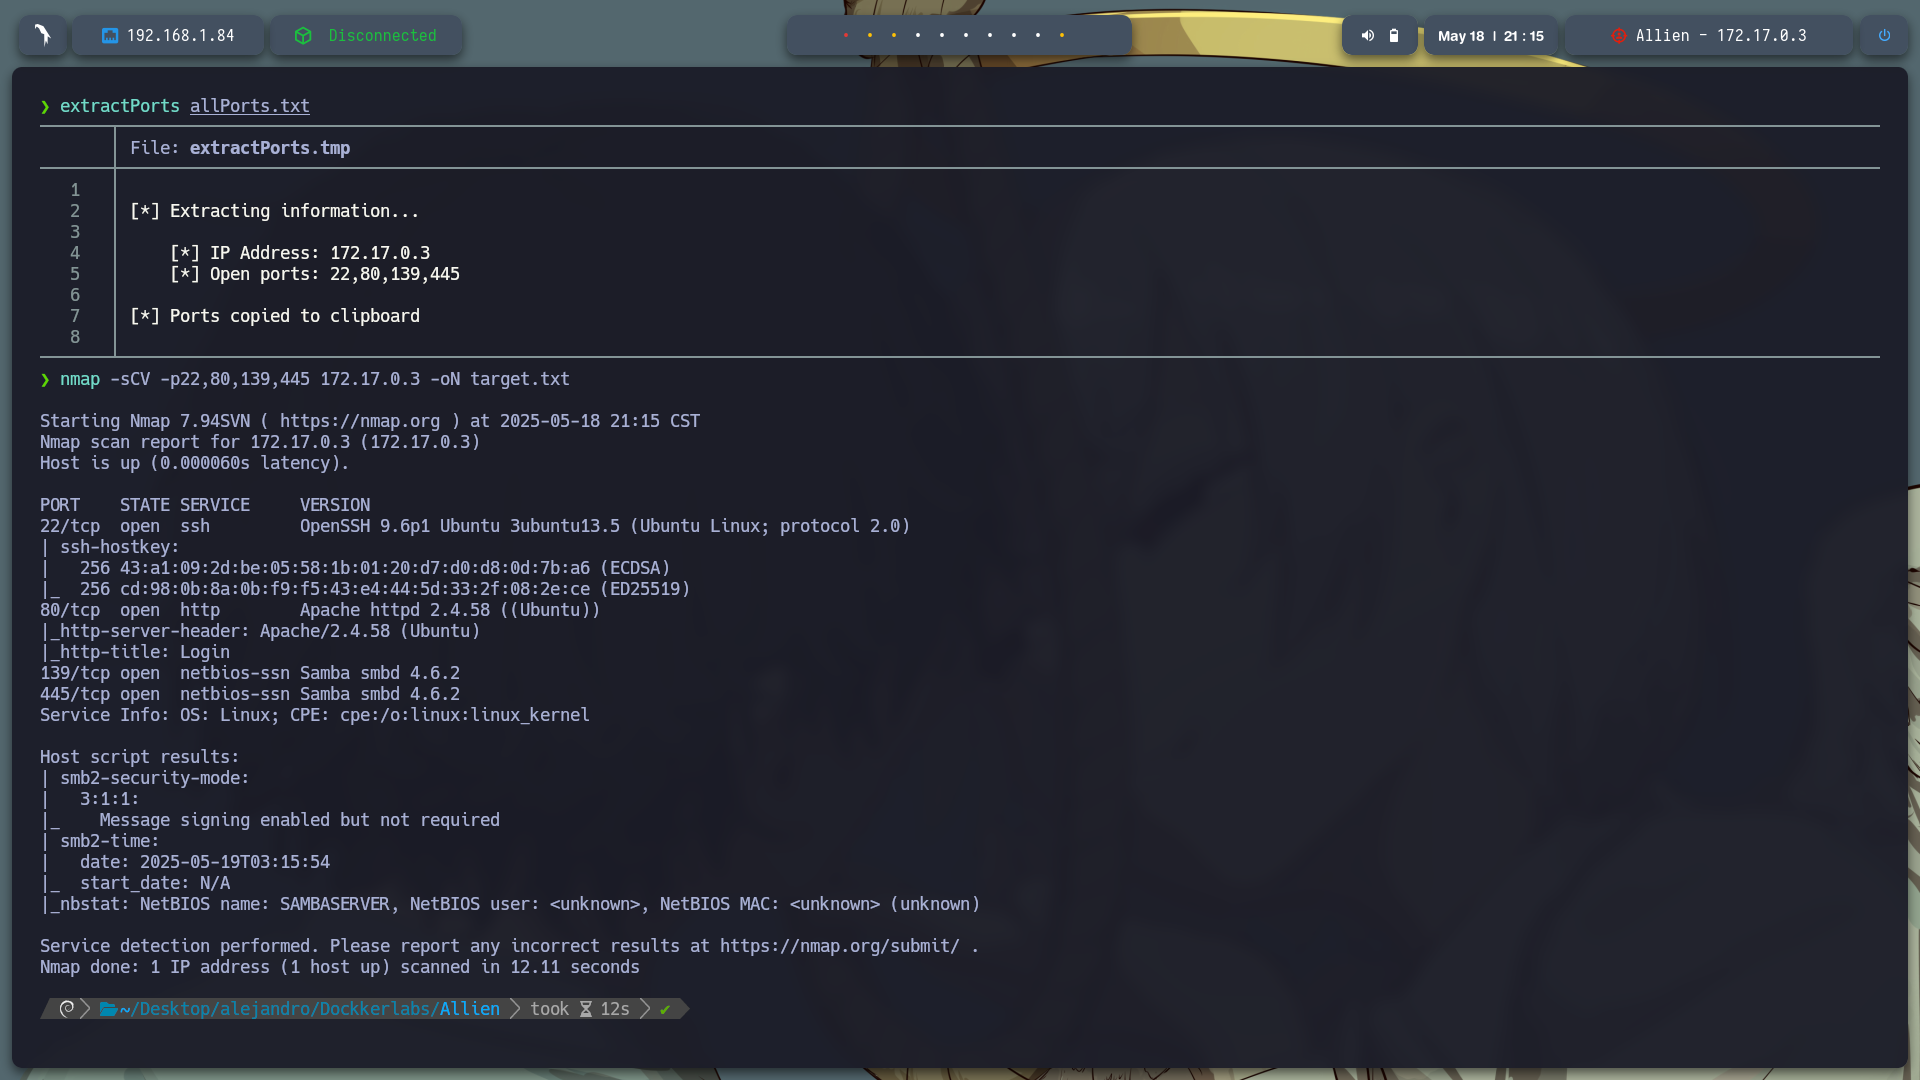 192.168.1.84
Disconnected
May 18 | 21:15
Allien - 172.17.0.3
❯ extractPorts allPorts.txt
File: extractPorts.tmp
1
2 [*] Extracting information...
3
4 [*] IP Address: 172.17.0.3
5 [*] Open ports: 22,80,139,445
6
7 [*] Ports copied to clipboard
8
❯ nmap -sCV -p22,80,139,445 172.17.0.3 -oN target.txt
Starting Nmap 7.94SVN ( https://nmap.org ) at 2025-05-18 21:15 CST
Nmap scan report for 172.17.0.3 (172.17.0.3)
Host is up (0.000060s latency).
PORT    STATE SERVICE     VERSION
22/tcp  open  ssh         OpenSSH 9.6p1 Ubuntu 3ubuntu13.5 (Ubuntu Linux; protocol 2.0)
| ssh-hostkey:
|   256 43:a1:09:2d:be:05:58:1b:01:20:d7:d0:d8:0d:7b:a6 (ECDSA)
|_  256 cd:98:0b:8a:0b:f9:f5:43:e4:44:5d:33:2f:08:2e:ce (ED25519)
80/tcp  open  http        Apache httpd 2.4.58 ((Ubuntu))
|_http-server-header: Apache/2.4.58 (Ubuntu)
|_http-title: Login
139/tcp open  netbios-ssn Samba smbd 4.6.2
445/tcp open  netbios-ssn Samba smbd 4.6.2
Service Info: OS: Linux; CPE: cpe:/o:linux:linux_kernel
Host script results:
| smb2-security-mode:
|   3:1:1:
|_    Message signing enabled but not required
| smb2-time:
|   date: 2025-05-19T03:15:54
|_  start_date: N/A
|_nbstat: NetBIOS name: SAMBASERVER, NetBIOS user: <unknown>, NetBIOS MAC: <unknown> (unknown)
Service detection performed. Please report any incorrect results at https://nmap.org/submit/ .
Nmap done: 1 IP address (1 host up) scanned in 12.11 seconds
~/Desktop/alejandro/Dockkerlabs/Allien took 12s ✔